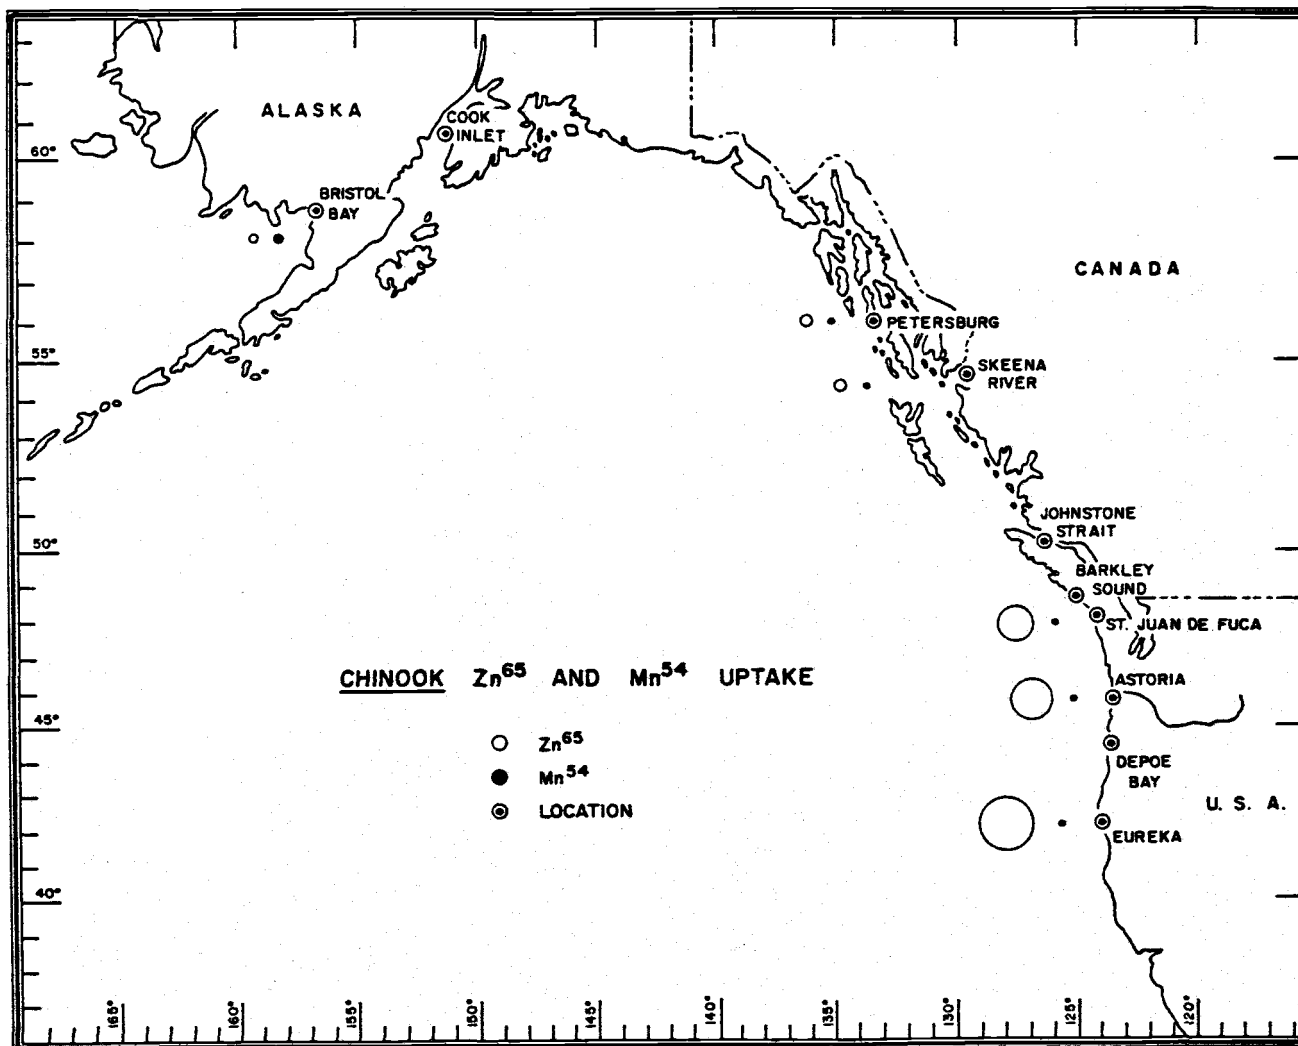 ALASKA
COOK
INLET
60°
BRISTOL
BAY
CANADA
PETERSBURG
55°
SKEENA
RIVER
JOHNSTONE
STRAIT
50°
BARKLEY
SOUND
ST. JUAN DE FUCA
CHINOOK Zn65 AND Mn54 UPTAKE
ASTORIA
45°
Zn65
Mn54
LOCATION
DEPOE
BAY
U. S. A.
EUREKA
40°
165° 160° 155° 150° 145° 140° 135° 130° 125° 120°